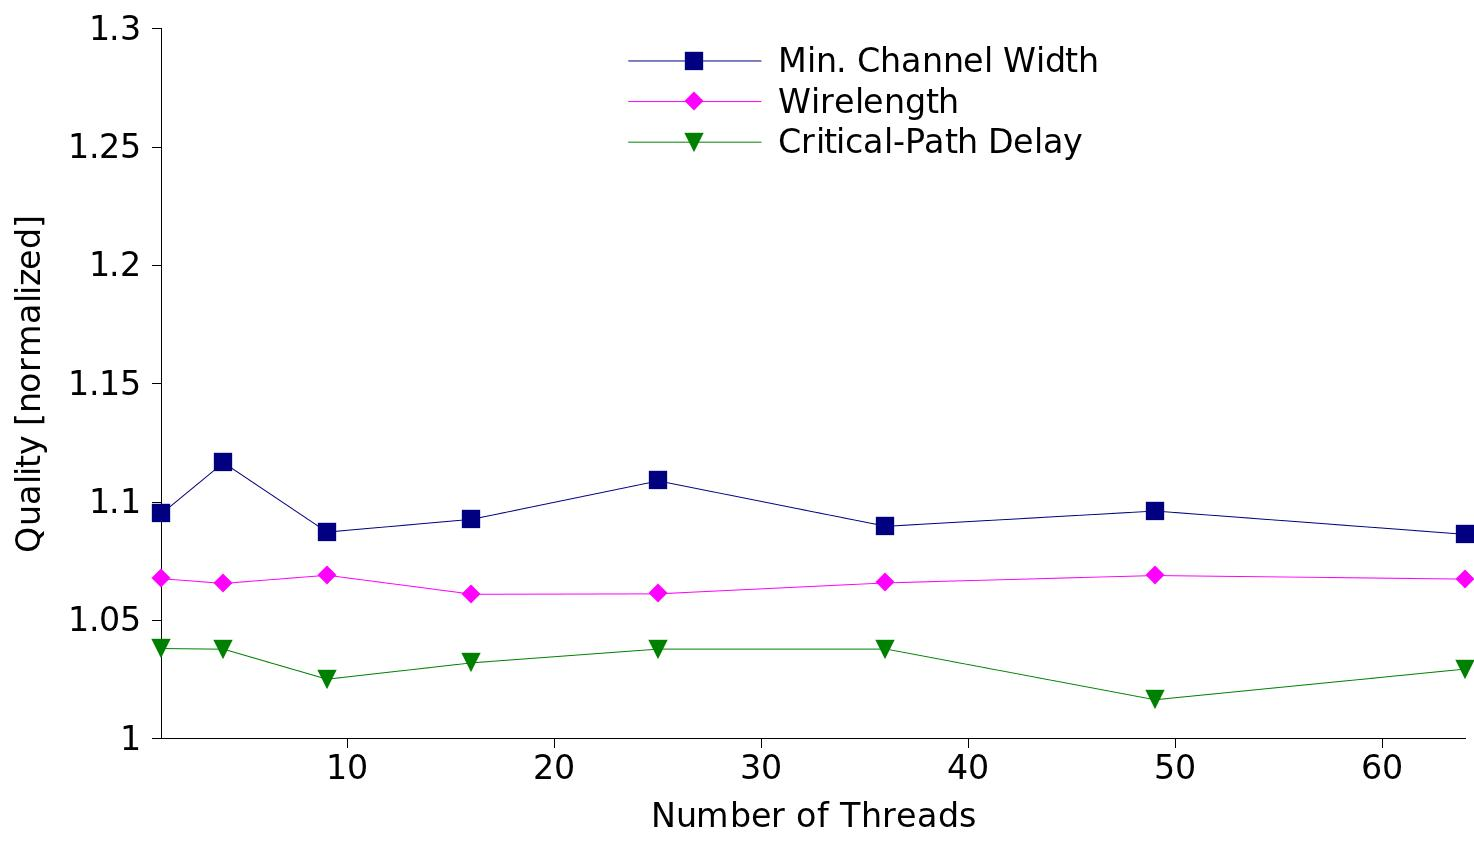 1.3
1.25
1.2
1.15
1.1
1.05
1
Quality [normalized]
Min. Channel Width
Wirelength
Critical-Path Delay
10 20 30 40 50 60
Number of Threads